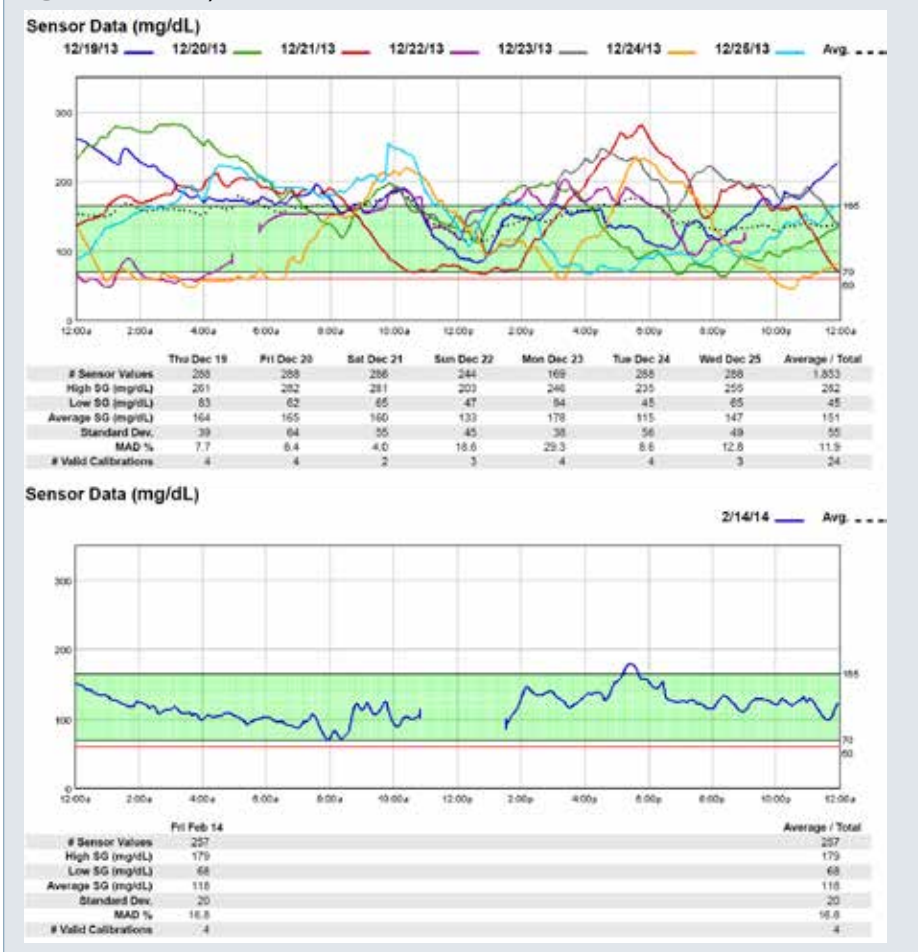 Sensor Data (mg/dL)
12/19/13 12/20/13 12/21/13 12/22/13 12/23/13 12/24/13 12/25/13 Avg.
300
200
165
100
70
60
0
12:00a 2:00a 4:00a 6:00a 8:00a 10:00a 12:00p 2:00p 4:00p 6:00p 8:00p 10:00p 12:00a
Thu Dec 19 Fri Dec 20 Sat Dec 21 Sun Dec 22 Mon Dec 23 Tue Dec 24 Wed Dec 25 Average / Total
# Sensor Values 288 288 288 244 169 288 288 1,853
High SG (mg/dL) 261 282 281 203 246 235 255 282
Low SG (mg/dL) 83 62 65 47 94 45 65 45
Average SG (mg/dL) 164 165 160 133 178 115 147 151
Standard Dev. 39 64 55 45 38 56 49 55
MAD % 7.7 6.4 4.0 18.6 29.3 8.6 12.8 11.9
# Valid Calibrations 4 4 2 3 4 4 3 24
Sensor Data (mg/dL)
2/14/14 Avg.
300
200
165
100
70
60
0
12:00a 2:00a 4:00a 6:00a 8:00a 10:00a 12:00p 2:00p 4:00p 6:00p 8:00p 10:00p 12:00a
Fri Feb 14 Average / Total
# Sensor Values 257 257
High SG (mg/dL) 179 179
Low SG (mg/dL) 68 68
Average SG (mg/dL) 118 118
Standard Dev. 20 20
MAD % 16.8 16.8
# Valid Calibrations 4 4